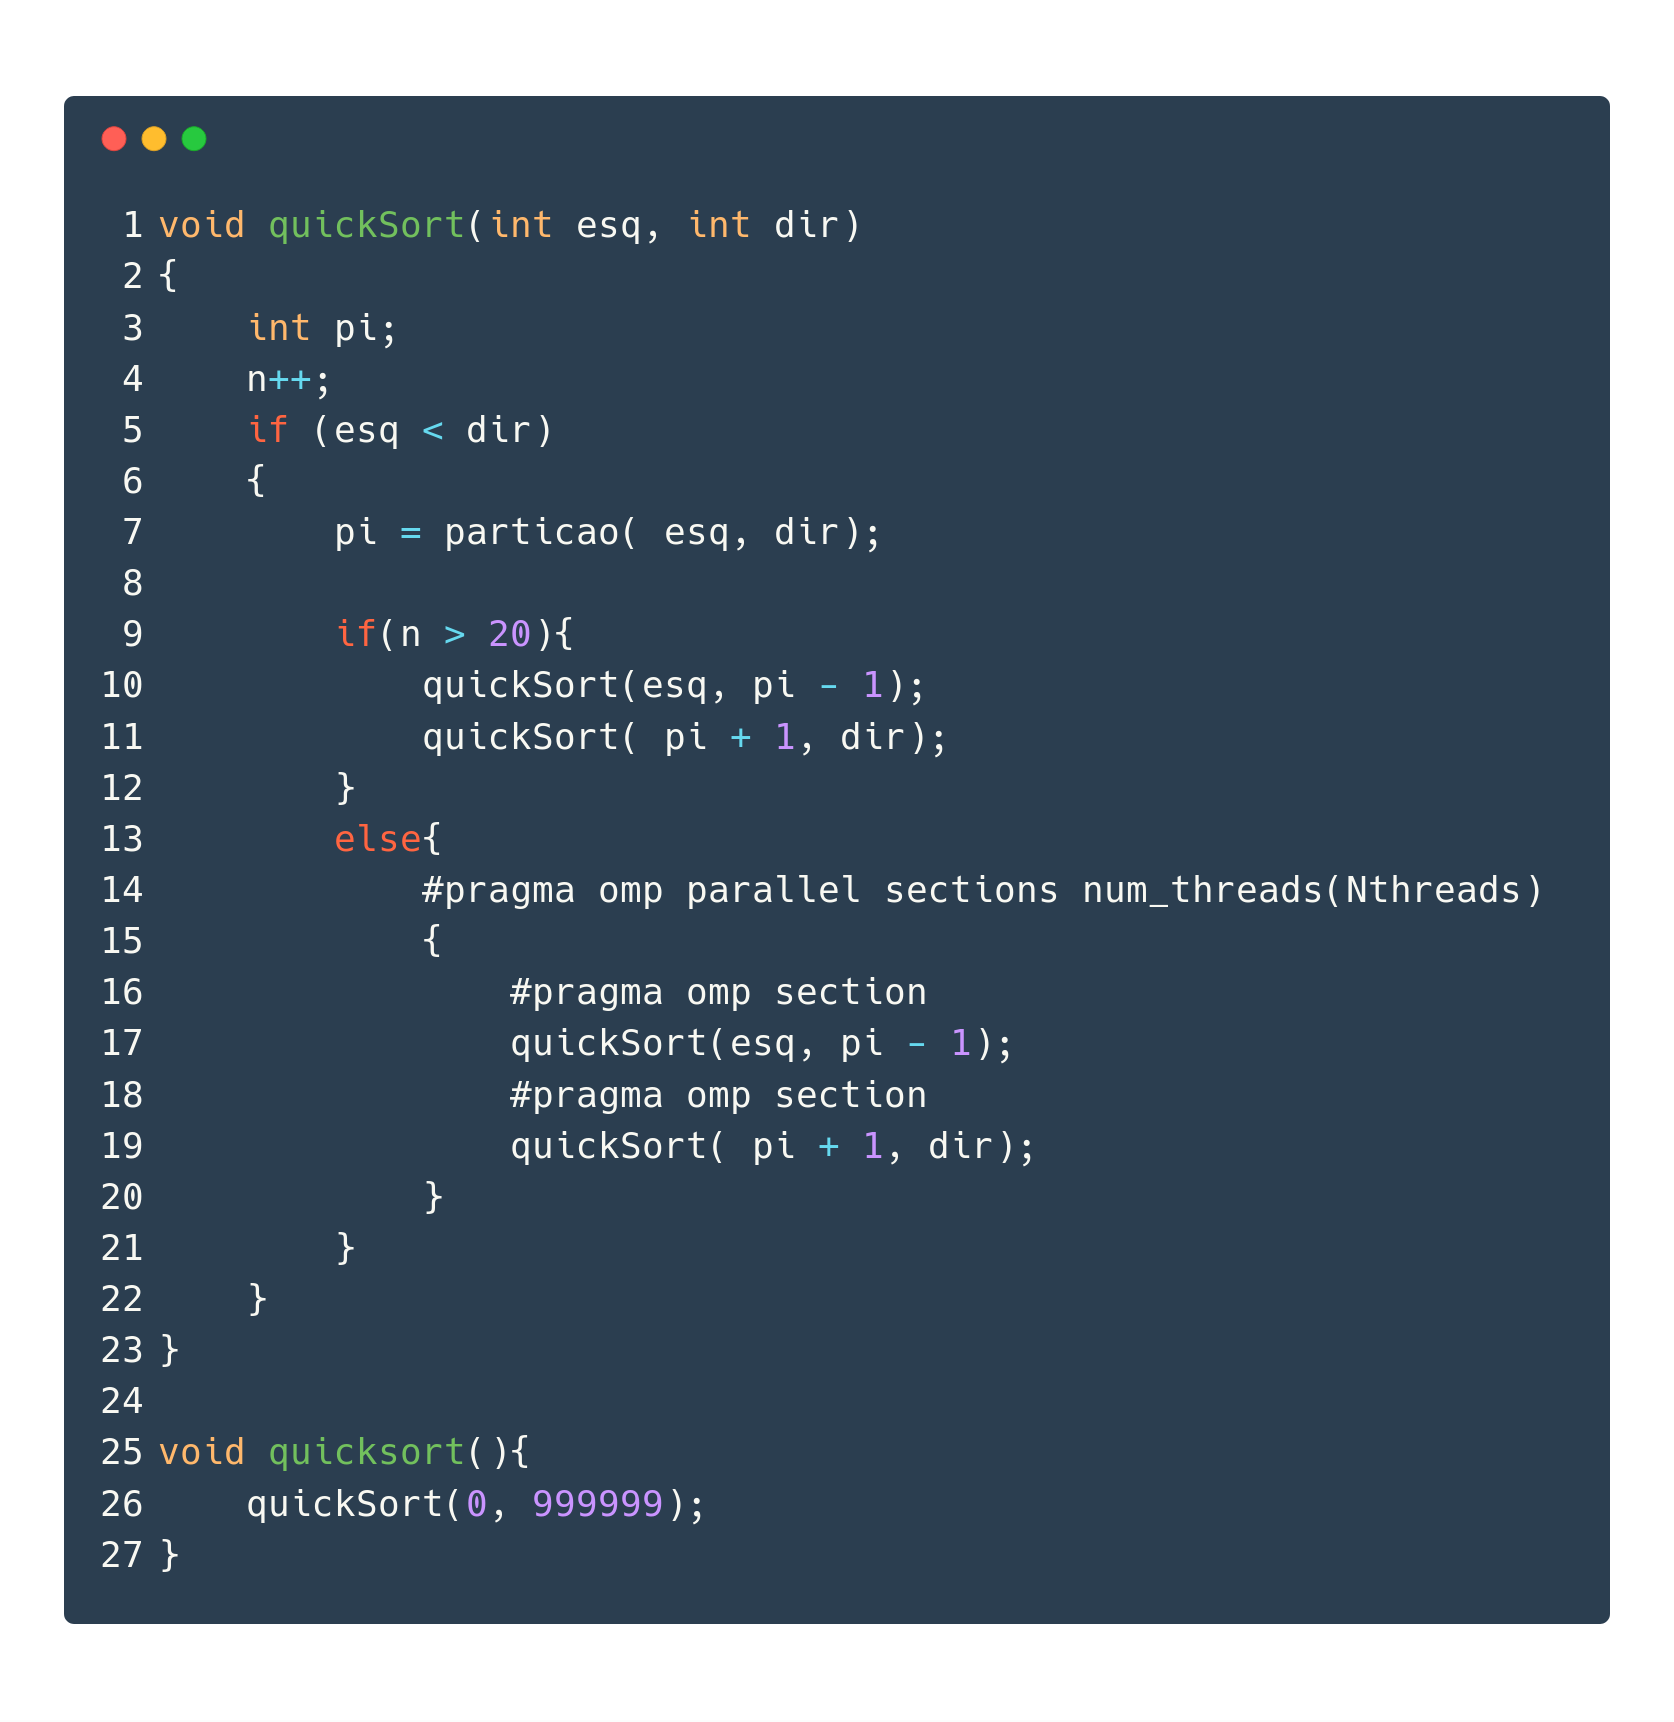 1 void quickSort(int esq, int dir)
2 {
3     int pi;
4     n++;
5     if (esq < dir)
6     {
7         pi = particao( esq, dir);
8
9         if(n > 20){
10             quickSort(esq, pi - 1);
11             quickSort( pi + 1, dir);
12         }
13         else{
14             #pragma omp parallel sections num_threads(Nthreads)
15             {
16                 #pragma omp section
17                 quickSort(esq, pi - 1);
18                 #pragma omp section
19                 quickSort( pi + 1, dir);
20             }
21         }
22     }
23 }
24
25 void quicksort(){
26     quickSort(0, 999999);
27 }